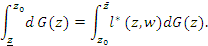 ∫_{z̲}^{z₀} d G(z) = ∫_{z₀}^{z̄} l* (z, w)dG(z).